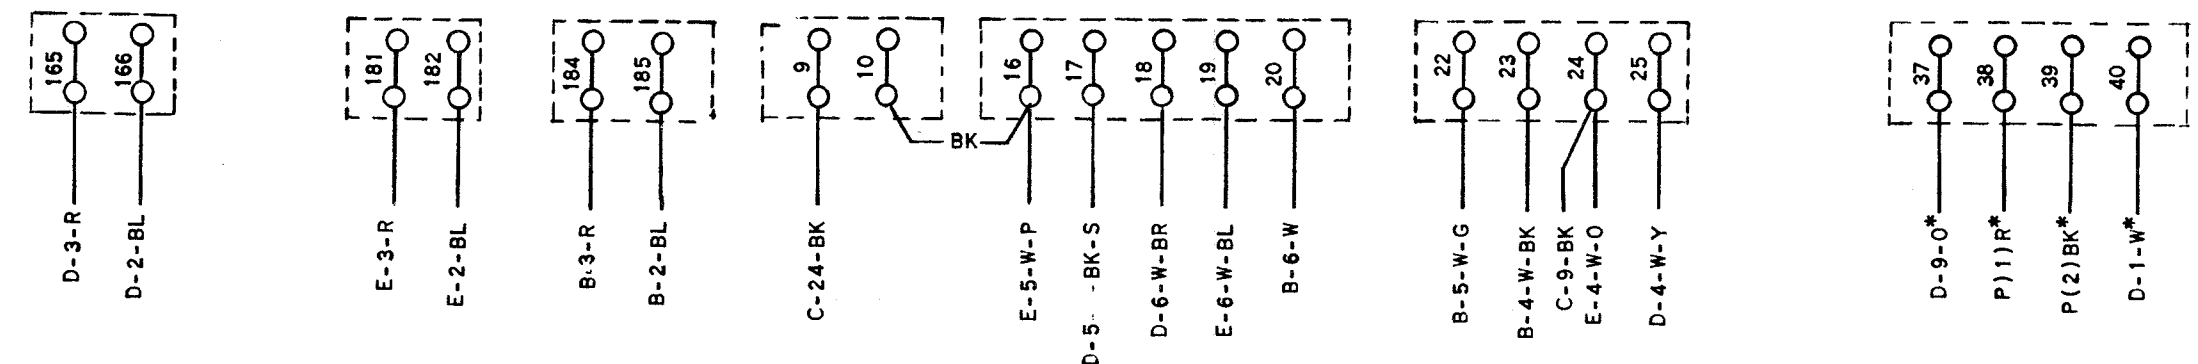 165
166
181
182
184
185
9
10
16
17
18
19
20
22
23
24
25
37
38
39
40
BK
D-3-R
D-2-BL
E-3-R
E-2-BL
B-3-R
B-2-BL
C-24-BK
E-5-W-P
D-5- -BK-S
D-6-W-BR
E-6-W-BL
B-6-W
B-5-W-G
B-4-W-BK
C-9-BK
E-4-W-O
D-4-W-Y
D-9-O*
P)1)R*
P(2)BK*
D-1-W*